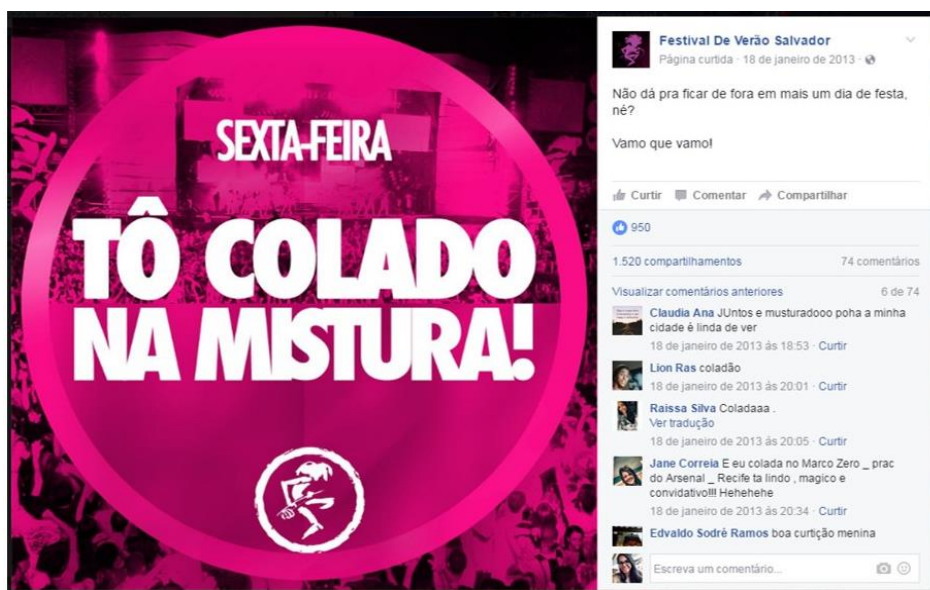 SEXTA-FEIRA
TÔ COLADO
NA MISTURA!
Festival De Verão Salvador
Página curtida · 18 de janeiro de 2013 ·
Não dá pra ficar de fora em mais um dia de festa,
né?
Vamo que vamo!
Curtir Comentar Compartilhar
950
1.520 compartilhamentos 74 comentários
Visualizar comentários anteriores 6 de 74
Claudia Ana JUntos e musturadooo poha a minha
cidade é linda de ver
18 de janeiro de 2013 às 18:53 · Curtir
Lion Ras coladão
18 de janeiro de 2013 às 20:01 · Curtir
Raissa Silva Coladaaa .
Ver tradução
18 de janeiro de 2013 às 20:05 · Curtir
Jane Correia E eu colada no Marco Zero _ prac
do Arsenal _ Recife ta lindo , magico e
convidativo!!! Hehehehe
18 de janeiro de 2013 às 20:34 · Curtir
Edvaldo Sodré Ramos boa curtição menina
Escreva um comentário...